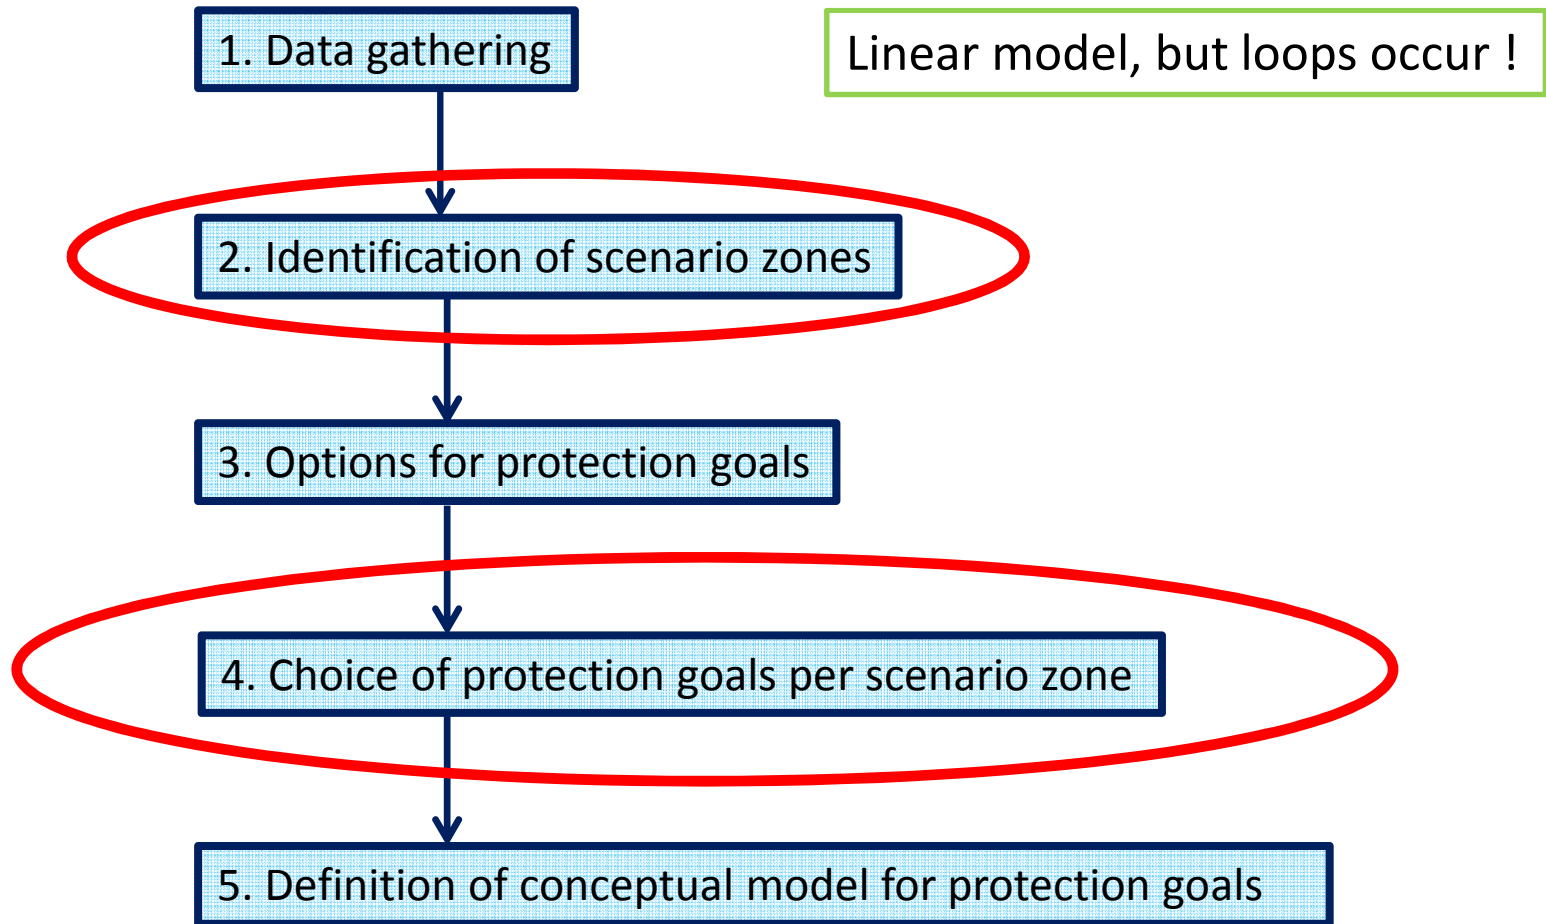 1. Data gathering
Linear model, but loops occur !
2. Identification of scenario zones
3. Options for protection goals
4. Choice of protection goals per scenario zone
5. Definition of conceptual model for protection goals